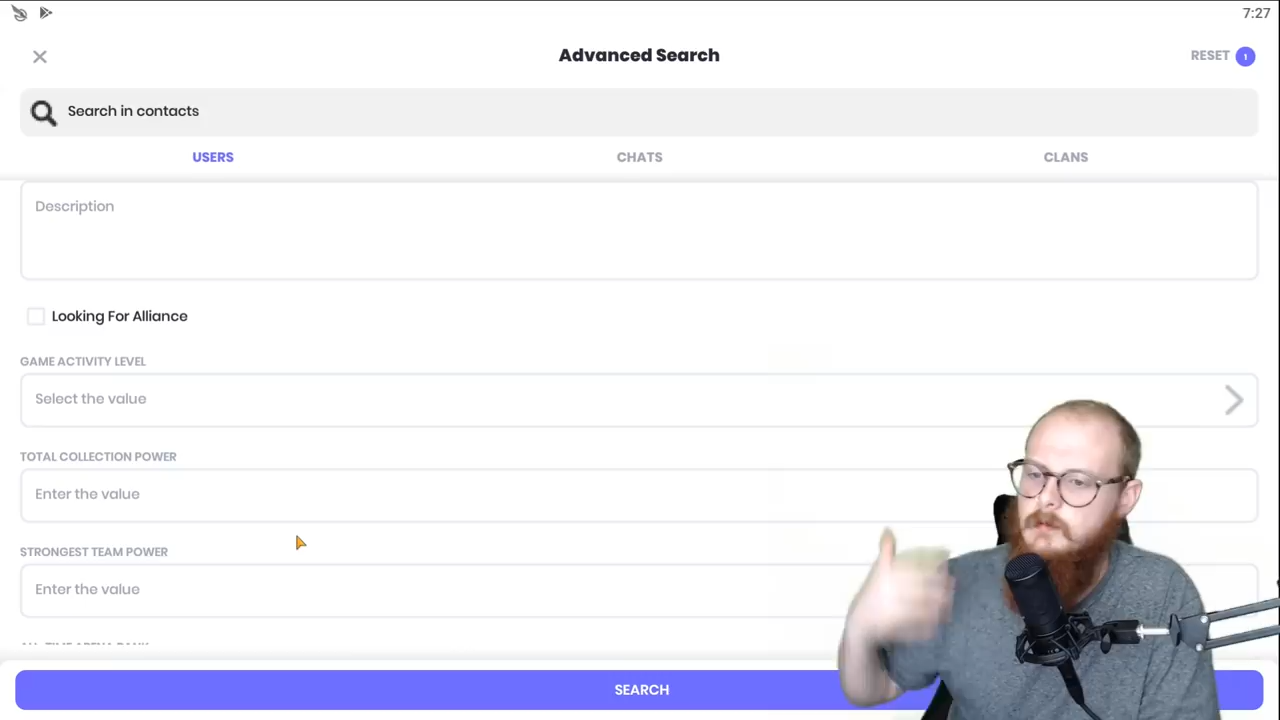 7:27
Advanced Search
RESET 1
Search in contacts
USERS CHATS CLANS
Description
Looking For Alliance
GAME ACTIVITY LEVEL
Select the value
TOTAL COLLECTION POWER
Enter the value
STRONGEST TEAM POWER
Enter the value
SEARCH